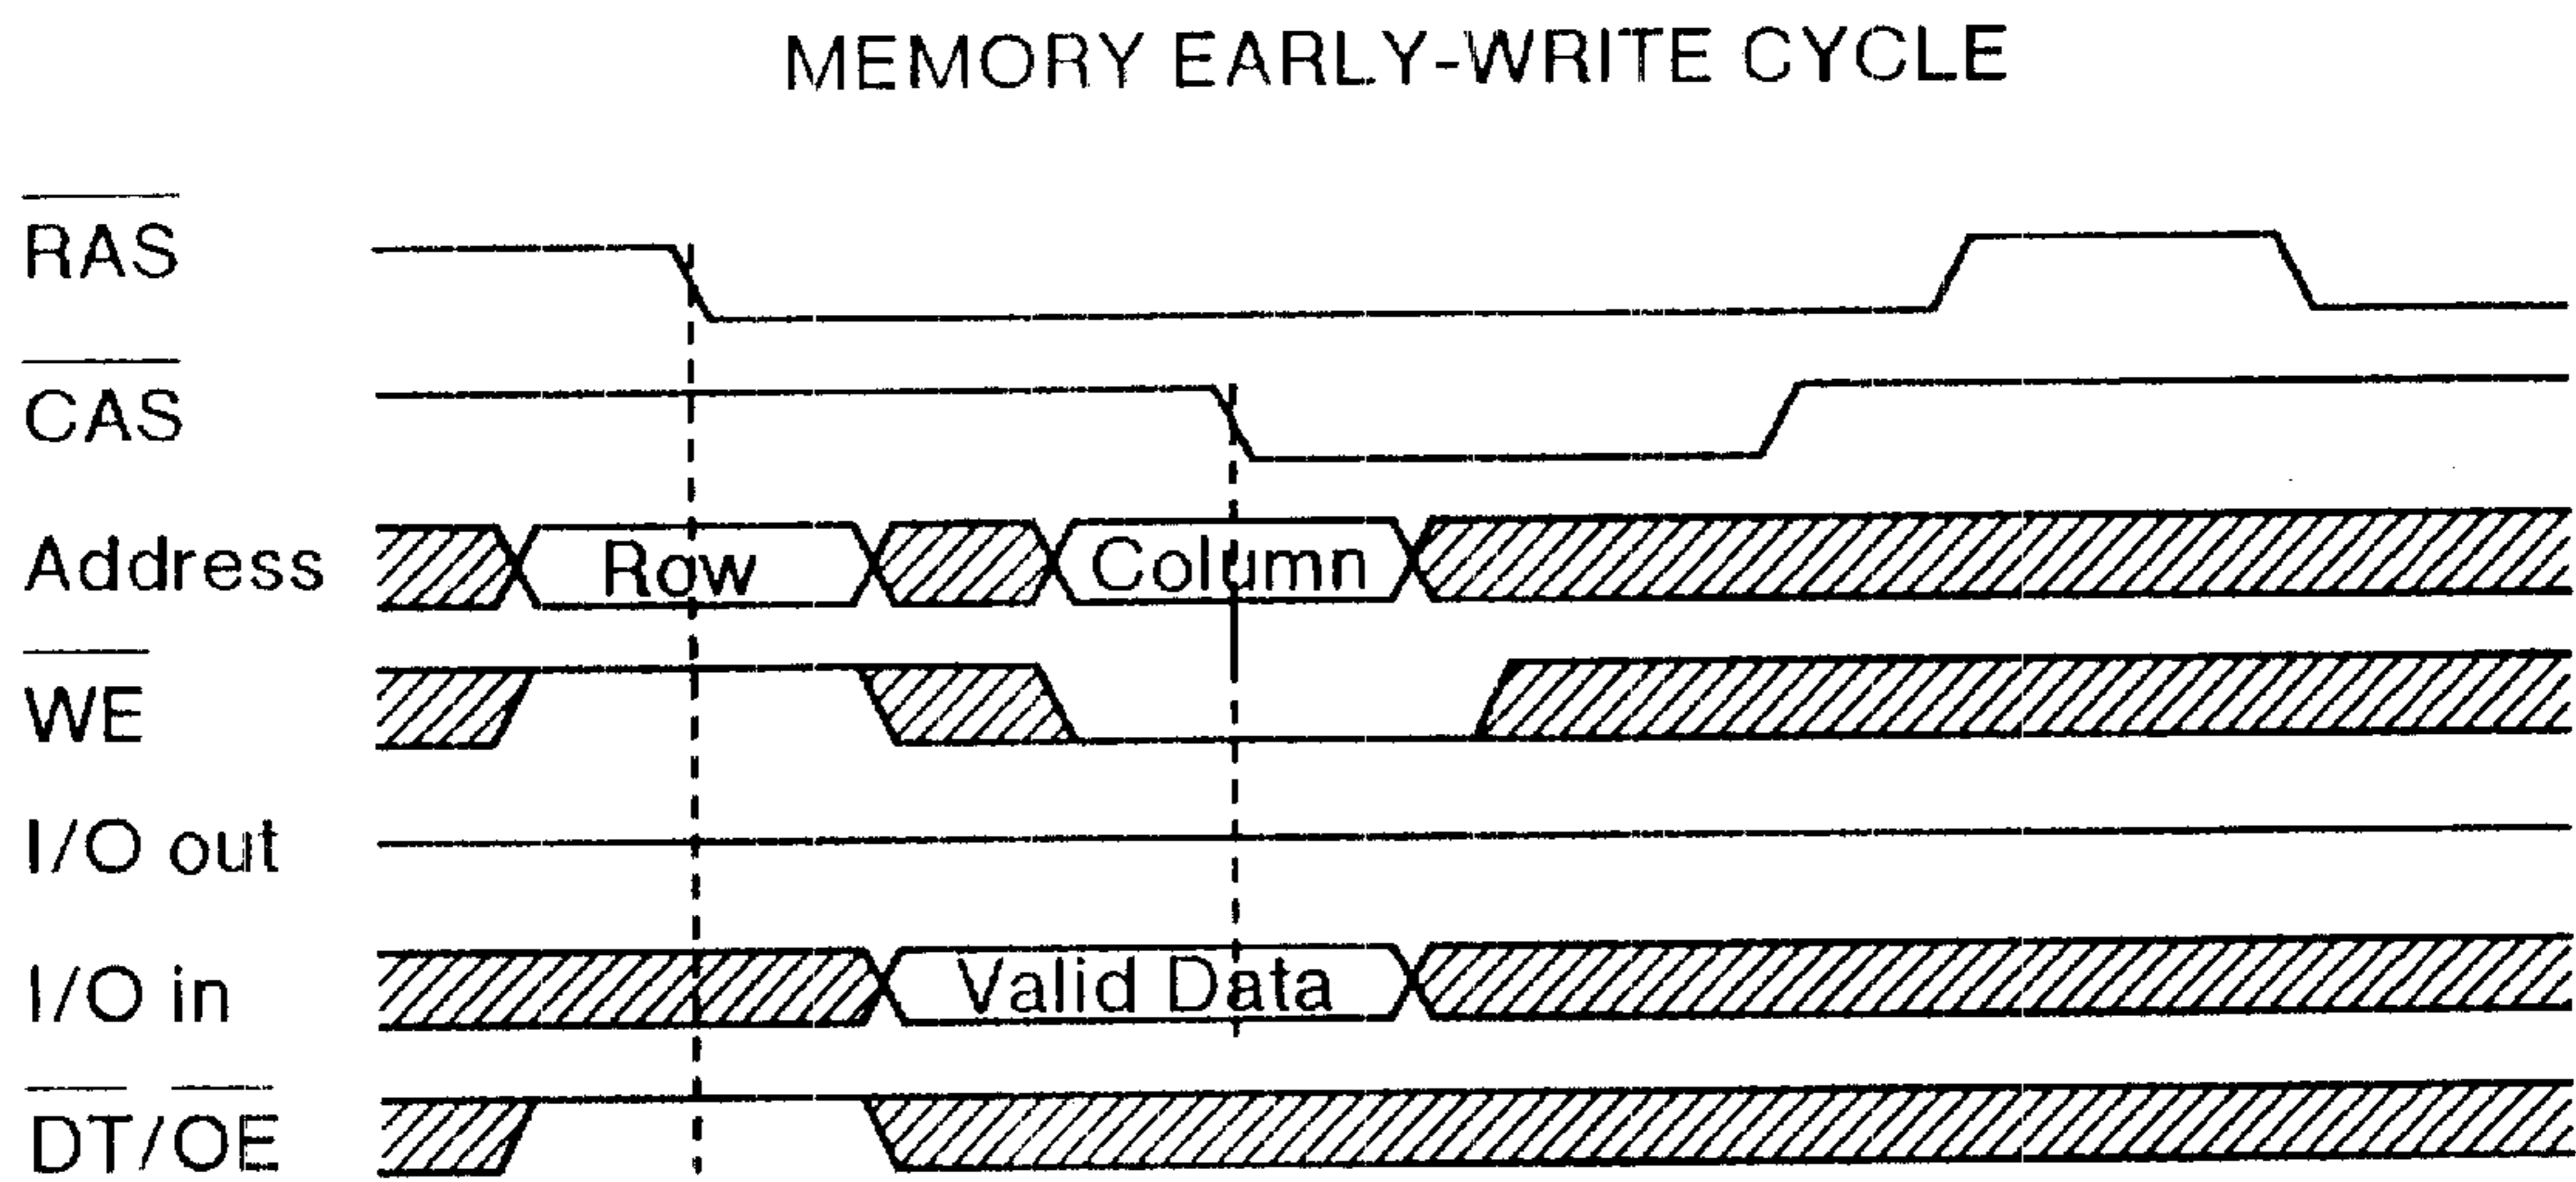 MEMORY EARLY-WRITE CYCLE
RAS
CAS
Address Row Column
WE
I/O out
I/O in Valid Data
DT/OE